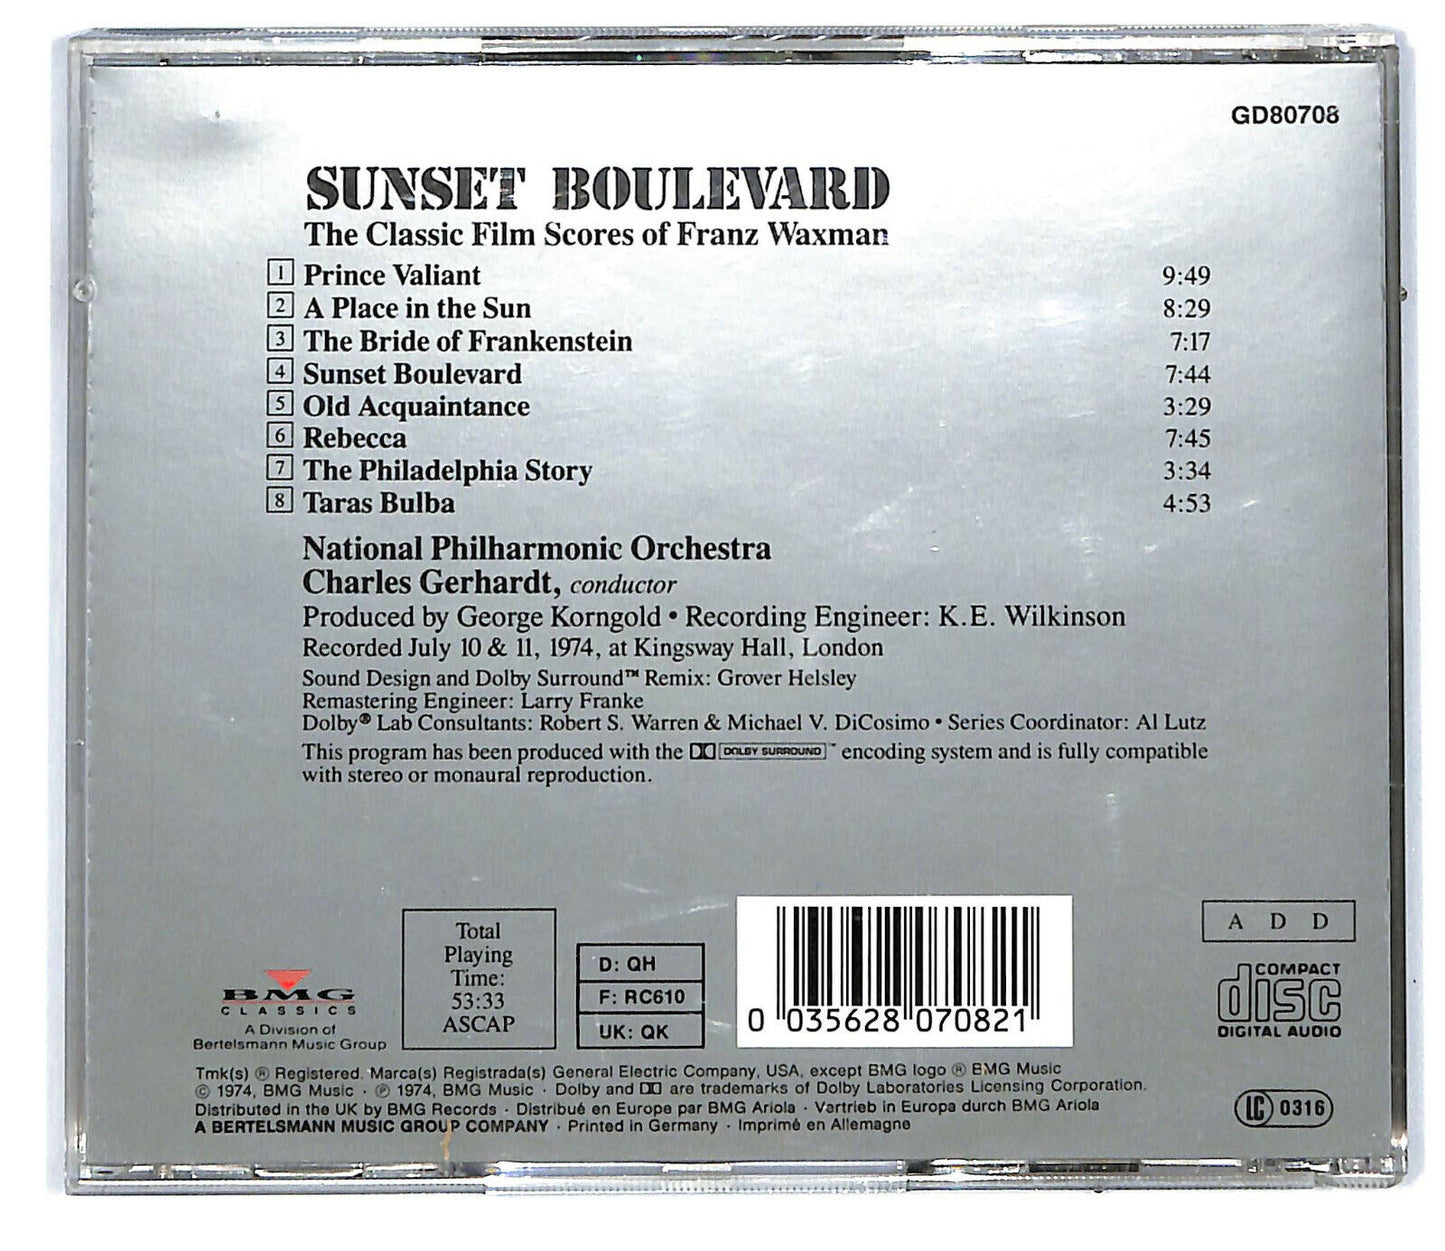 GD80708
SUNSET BOULEVARD
The Classic Film Scores of Franz Waxman
1 Prince Valiant 9:49
2 A Place in the Sun 8:29
3 The Bride of Frankenstein 7:17
4 Sunset Boulevard 7:44
5 Old Acquaintance 3:29
6 Rebecca 7:45
7 The Philadelphia Story 3:34
8 Taras Bulba 4:53
National Philharmonic Orchestra
Charles Gerhardt, conductor
Produced by George Korngold • Recording Engineer: K.E. Wilkinson
Recorded July 10 & 11, 1974, at Kingsway Hall, London
Sound Design and Dolby Surround™ Remix: Grover Helsley
Remastering Engineer: Larry Franke
Dolby® Lab Consultants: Robert S. Warren & Michael V. DiCosimo • Series Coordinator: Al Lutz
This program has been produced with the DOLBY SURROUND™ encoding system and is fully compatible
with stereo or monaural reproduction.
BMG
CLASSICS
A Division of
Bertelsmann Music Group
Total
Playing
Time:
53:33
ASCAP
D: QH
F: RC610
UK: QK
0 035628 070821
A D D
COMPACT
disc
DIGITAL AUDIO
Tmk(s) ® Registered. Marca(s) Registrada(s) General Electric Company, USA, except BMG logo ® BMG Music
© 1974, BMG Music · ℗ 1974, BMG Music · Dolby and are trademarks of Dolby Laboratories Licensing Corporation.
Distributed in the UK by BMG Records · Distribué en Europe par BMG Ariola · Vartrieb in Europa durch BMG Ariola
A BERTELSMANN MUSIC GROUP COMPANY · Printed in Germany · Imprimé en Allemagne
LC 0316